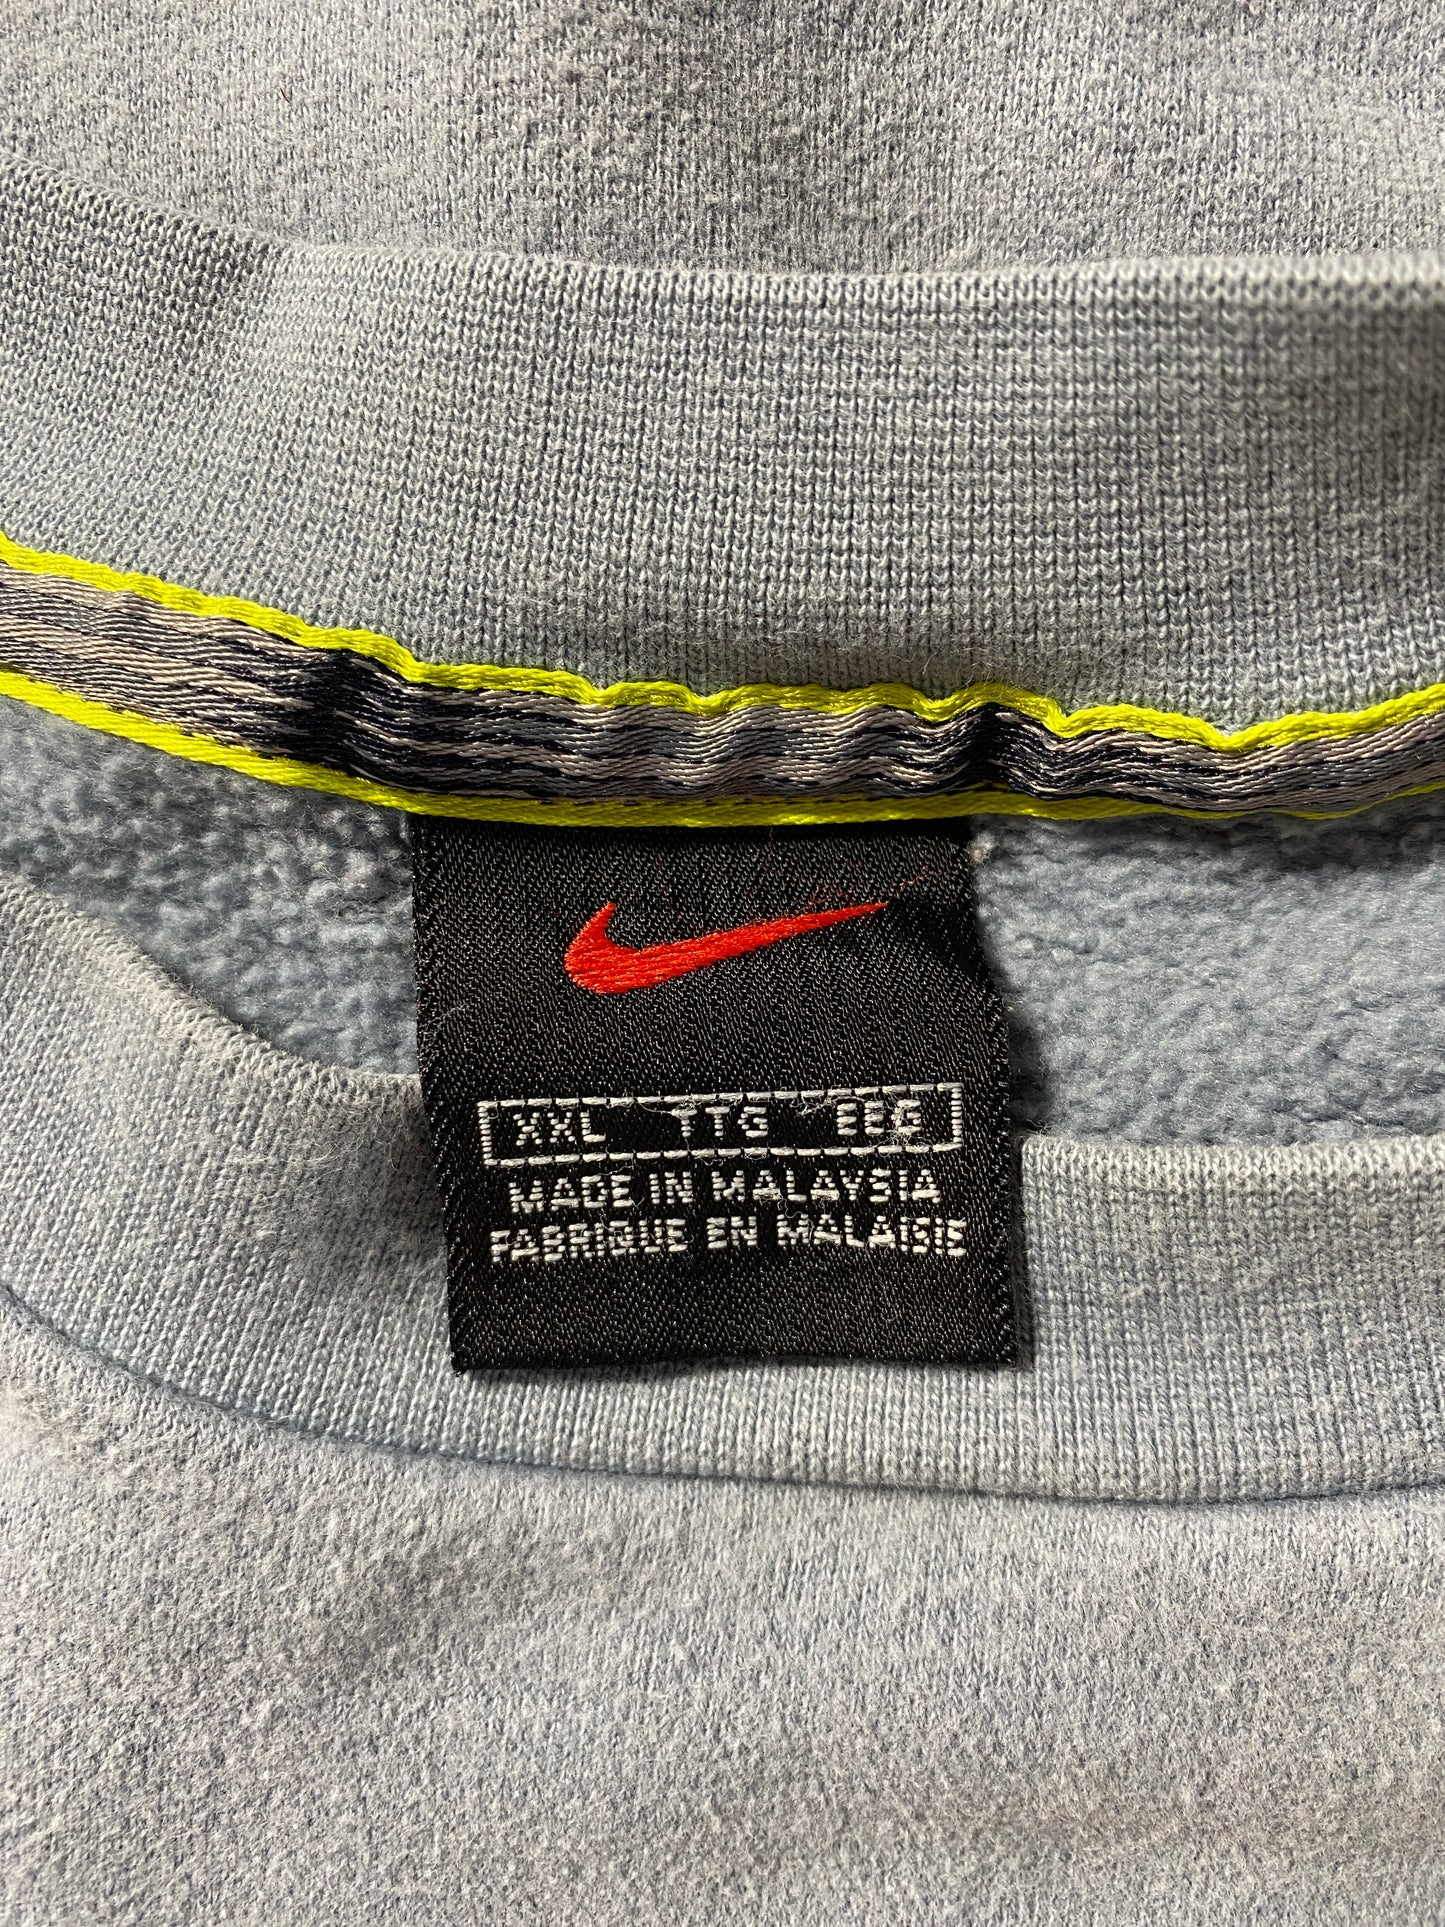 XXL TTG EEG
MADE IN MALAYSIA
FABRIQUE EN MALAISIE